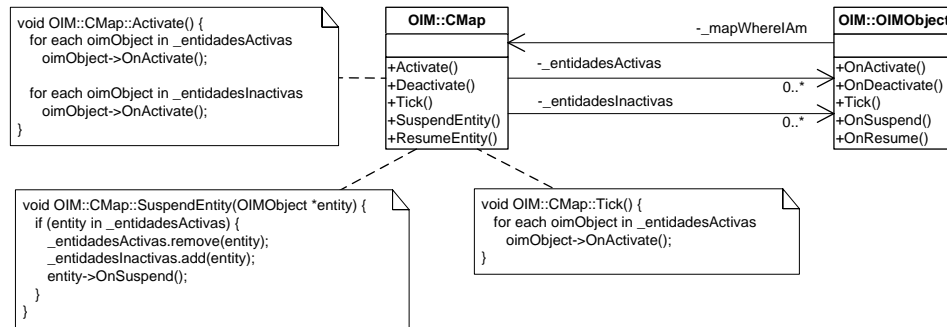 void OIM::CMap::Activate() {
for each oimObject in _entidadesActivas
oimObject->OnActivate();
for each oimObject in _entidadesInactivas
oimObject->OnActivate();
}
OIM::CMap
+Activate()
+Deactivate()
+Tick()
+SuspendEntity()
+ResumeEntity()
-_mapWhereIAm
-_entidadesActivas
0..*
-_entidadesInactivas
0..*
OIM::OIMObject
+OnActivate()
+OnDeactivate()
+Tick()
+OnSuspend()
+OnResume()
void OIM::CMap::SuspendEntity(OIMObject *entity) {
if (entity in _entidadesActivas) {
_entidadesActivas.remove(entity);
_entidadesInactivas.add(entity);
entity->OnSuspend();
}
}
void OIM::CMap::Tick() {
for each oimObject in _entidadesActivas
oimObject->OnActivate();
}